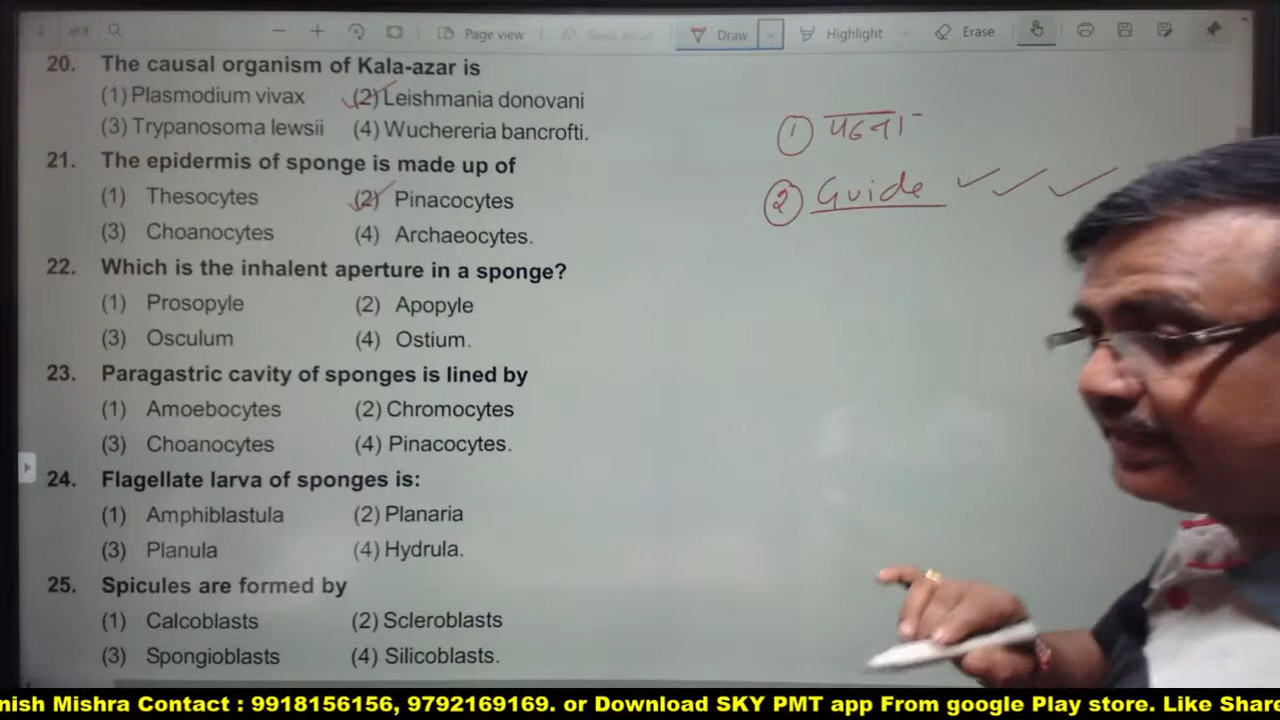 Page view
Read aloud
Draw
Highlight
Erase
20. The causal organism of Kala-azar is
(1) Plasmodium vivax (2) Leishmania donovani
(3) Trypanosoma lewsii (4) Wuchereria bancrofti.
21. The epidermis of sponge is made up of
(1) Thesocytes (2) Pinacocytes
(3) Choanocytes (4) Archaeocytes.
22. Which is the inhalent aperture in a sponge?
(1) Prosopyle (2) Apopyle
(3) Osculum (4) Ostium.
23. Paragastric cavity of sponges is lined by
(1) Amoebocytes (2) Chromocytes
(3) Choanocytes (4) Pinacocytes.
24. Flagellate larva of sponges is:
(1) Amphiblastula (2) Planaria
(3) Planula (4) Hydrula.
25. Spicules are formed by
(1) Calcoblasts (2) Scleroblasts
(3) Spongioblasts (4) Silicoblasts.
① पढना
② Guide ✓ ✓ ✓
nish Mishra Contact : 9918156156, 9792169169. or Download SKY PMT app From google Play store. Like Share